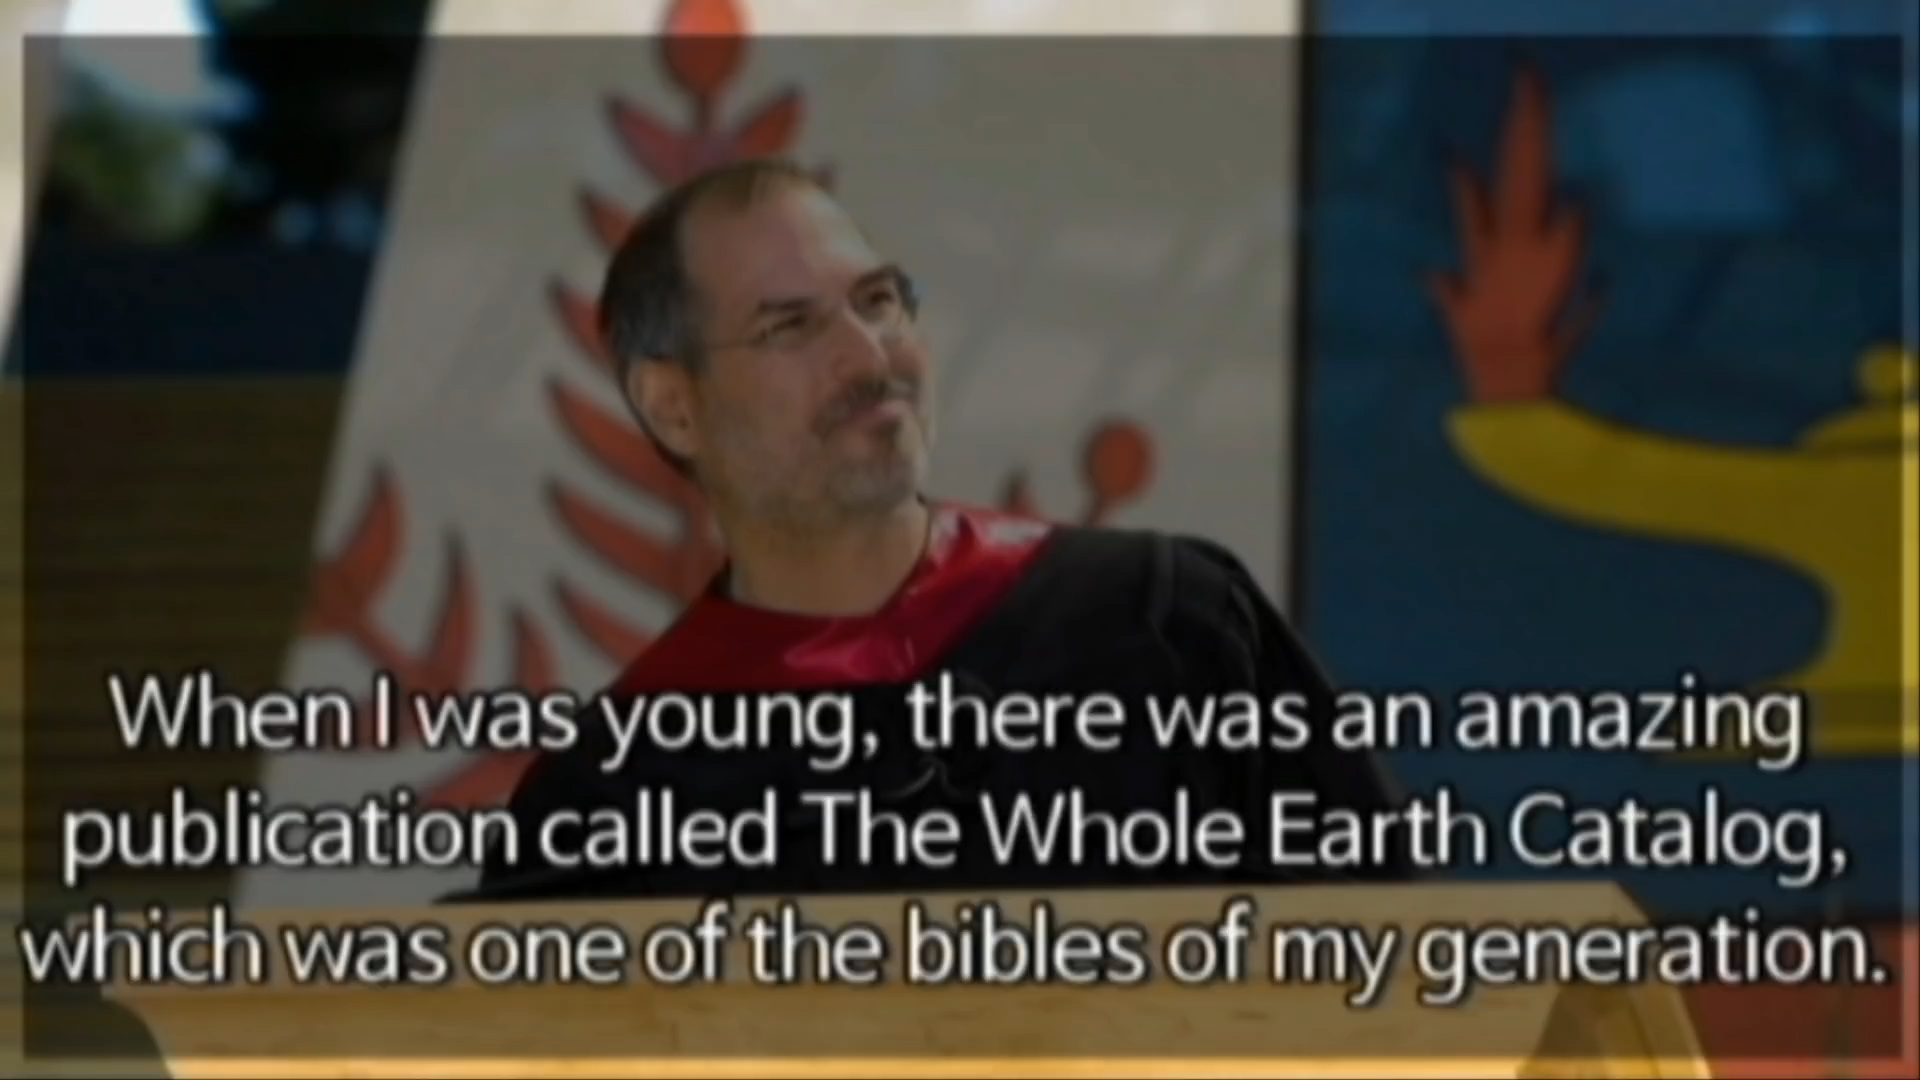 When I was young, there was an amazing
publication called The Whole Earth Catalog,
which was one of the bibles of my generation.